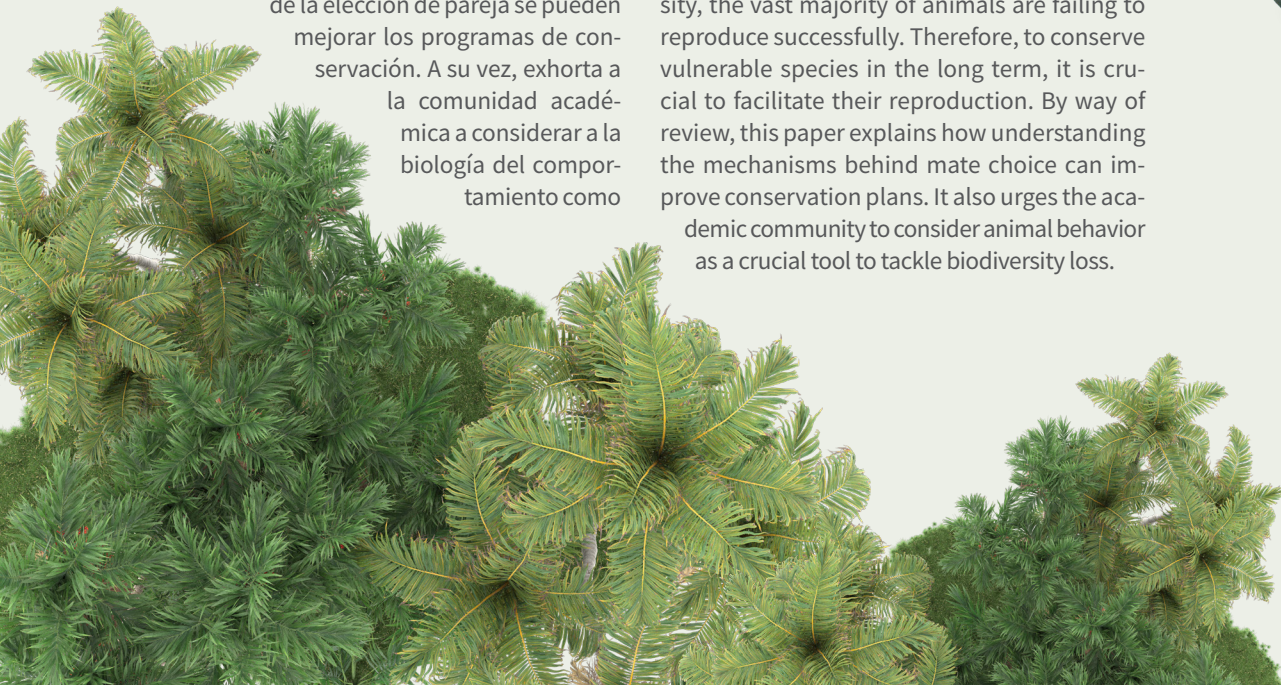 de la elección de pareja se pueden
mejorar los programas de con-
servación. A su vez, exhorta a
la comunidad acadé-
mica a considerar a la
biología del compor-
tamiento como
sity, the vast majority of animals are failing to
reproduce successfully. Therefore, to conserve
vulnerable species in the long term, it is cru-
cial to facilitate their reproduction. By way of
review, this paper explains how understanding
the mechanisms behind mate choice can im-
prove conservation plans. It also urges the aca-
demic community to consider animal behavior
as a crucial tool to tackle biodiversity loss.